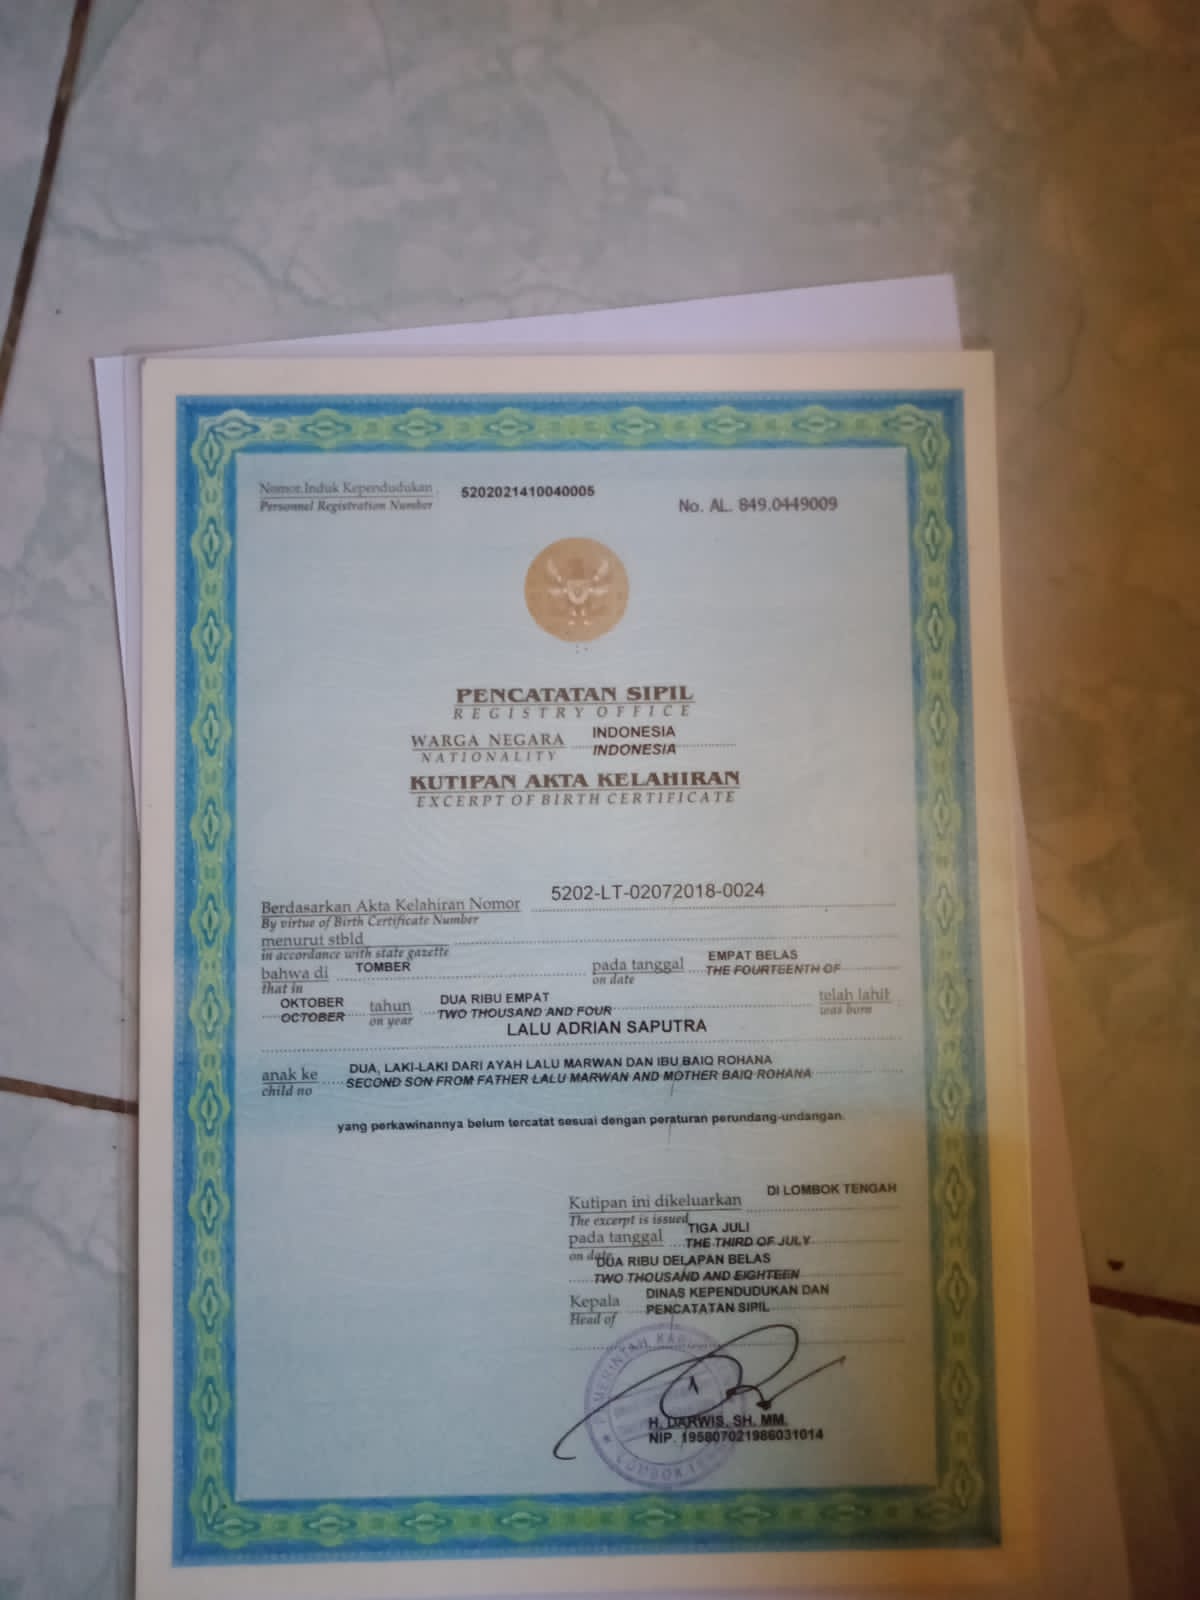 Nomor Induk Kependudukan 5202021410040005
Personnel Registration Number
No. AL. 849.0449009
PENCATATAN SIPIL
REGISTRY OFFICE
WARGA NEGARA INDONESIA
NATIONALITY INDONESIA
KUTIPAN AKTA KELAHIRAN
EXCERPT OF BIRTH CERTIFICATE
Berdasarkan Akta Kelahiran Nomor 5202-LT-02072018-0024
By virtue of Birth Certificate Number
menurut stbld
in accordance with state gazette
bahwa di TOMBER pada tanggal EMPAT BELAS
that in on date THE FOURTEENTH OF
OKTOBER tahun DUA RIBU EMPAT telah lahir
OCTOBER on year TWO THOUSAND AND FOUR was born
LALU ADRIAN SAPUTRA
anak ke DUA, LAKI-LAKI DARI AYAH LALU MARWAN DAN IBU BAIQ ROHANA
child no SECOND SON FROM FATHER LALU MARWAN AND MOTHER BAIQ ROHANA
yang perkawinannya belum tercatat sesuai dengan peraturan perundang-undangan.
Kutipan ini dikeluarkan DI LOMBOK TENGAH
The excerpt is issued
pada tanggal TIGA JULI
on date THE THIRD OF JULY
DUA RIBU DELAPAN BELAS
TWO THOUSAND AND EIGHTEEN
Kepala DINAS KEPENDUDUKAN DAN
Head of PENCATATAN SIPIL
H. DARWIS, SH. MM.
NIP. 195807021986031014